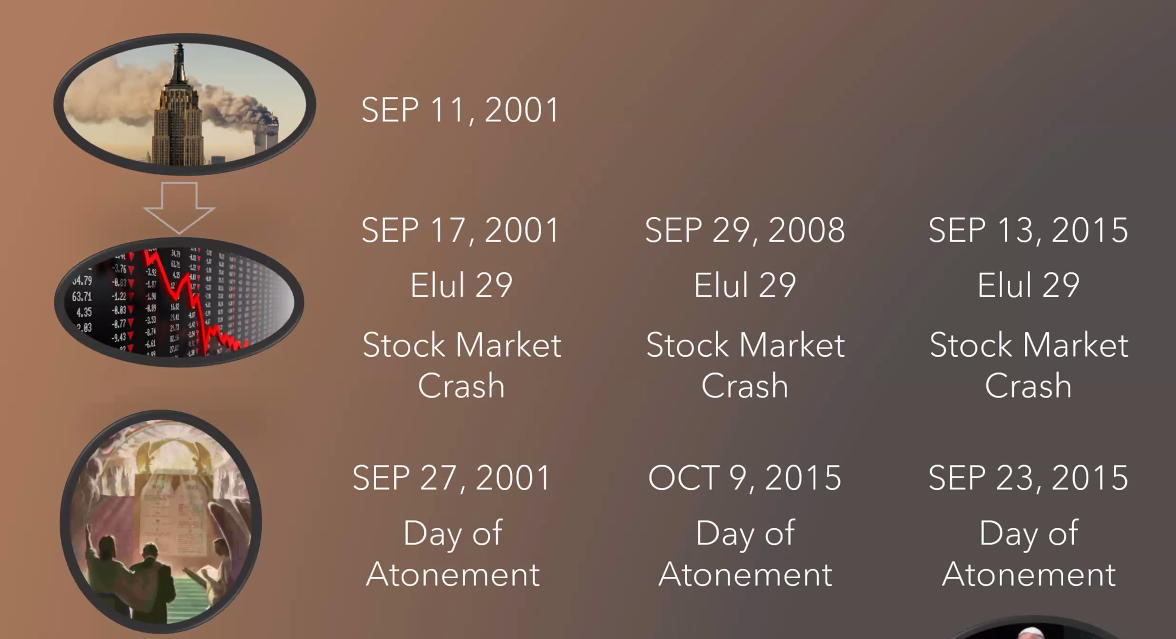 SEP 11, 2001
SEP 17, 2001
SEP 29, 2008
SEP 13, 2015
Elul 29
Elul 29
Elul 29
Stock Market
Crash
Stock Market
Crash
Stock Market
Crash
SEP 27, 2001
OCT 9, 2015
SEP 23, 2015
Day of
Atonement
Day of
Atonement
Day of
Atonement